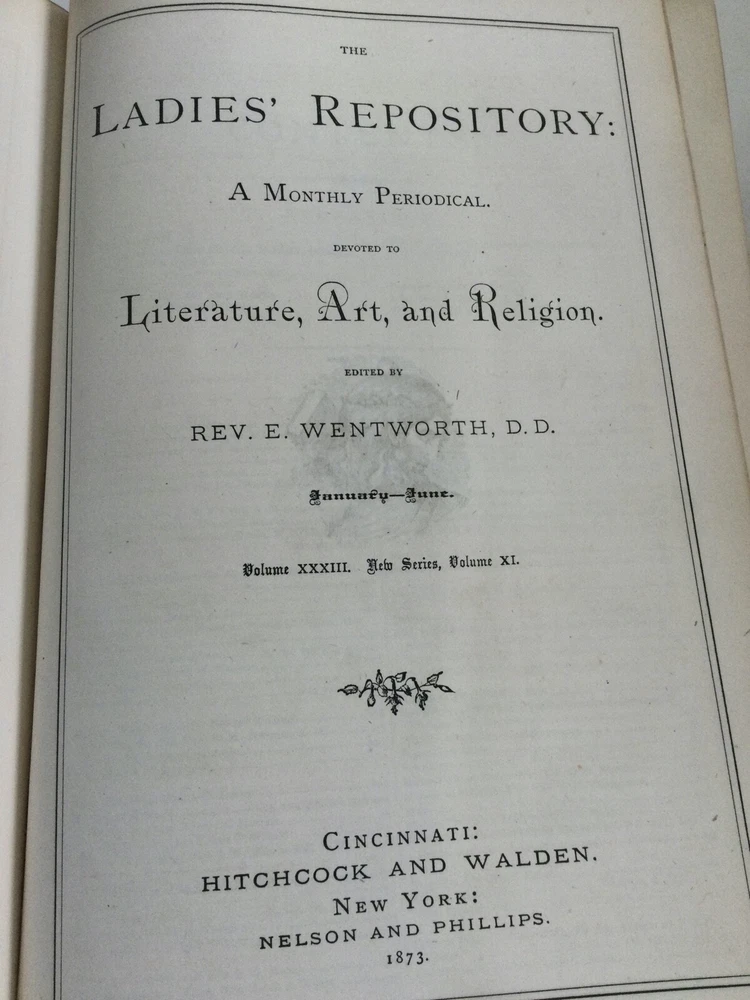 THE
LADIES' REPOSITORY:
A MONTHLY PERIODICAL.
DEVOTED TO
Literature, Art, and Religion.
EDITED BY
REV. E. WENTWORTH, D. D.
January—June.
Volume XXXIII. New Series, Volume XI.
CINCINNATI:
HITCHCOCK AND WALDEN.
NEW YORK:
NELSON AND PHILLIPS.
1873.